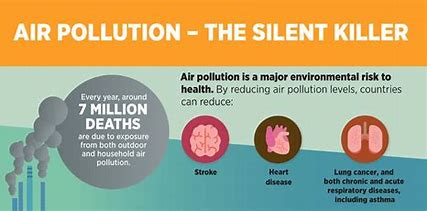 AIR POLLUTION – THE SILENT KILLER
Every year, around
7 MILLION
DEATHS
are due to exposure
from both outdoor
and household air
pollution.
Air pollution is a major environmental risk to
health. By reducing air pollution levels, countries
can reduce:
Stroke
Heart
disease
Lung cancer, and
both chronic and acute
respiratory diseases,
including asthma